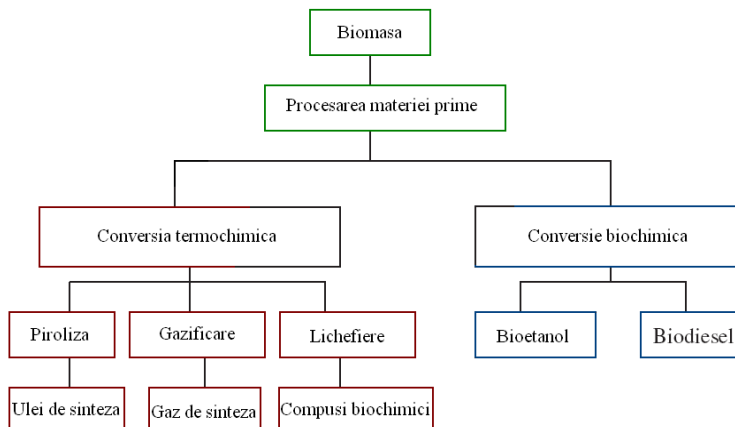 Biomasa
Procesarea materiei prime
Conversia termochimica
Conversie biochimica
Piroliza
Gazificare
Lichefiere
Bioetanol
Biodiesel
Ulei de sinteza
Gaz de sinteza
Compusi biochimici